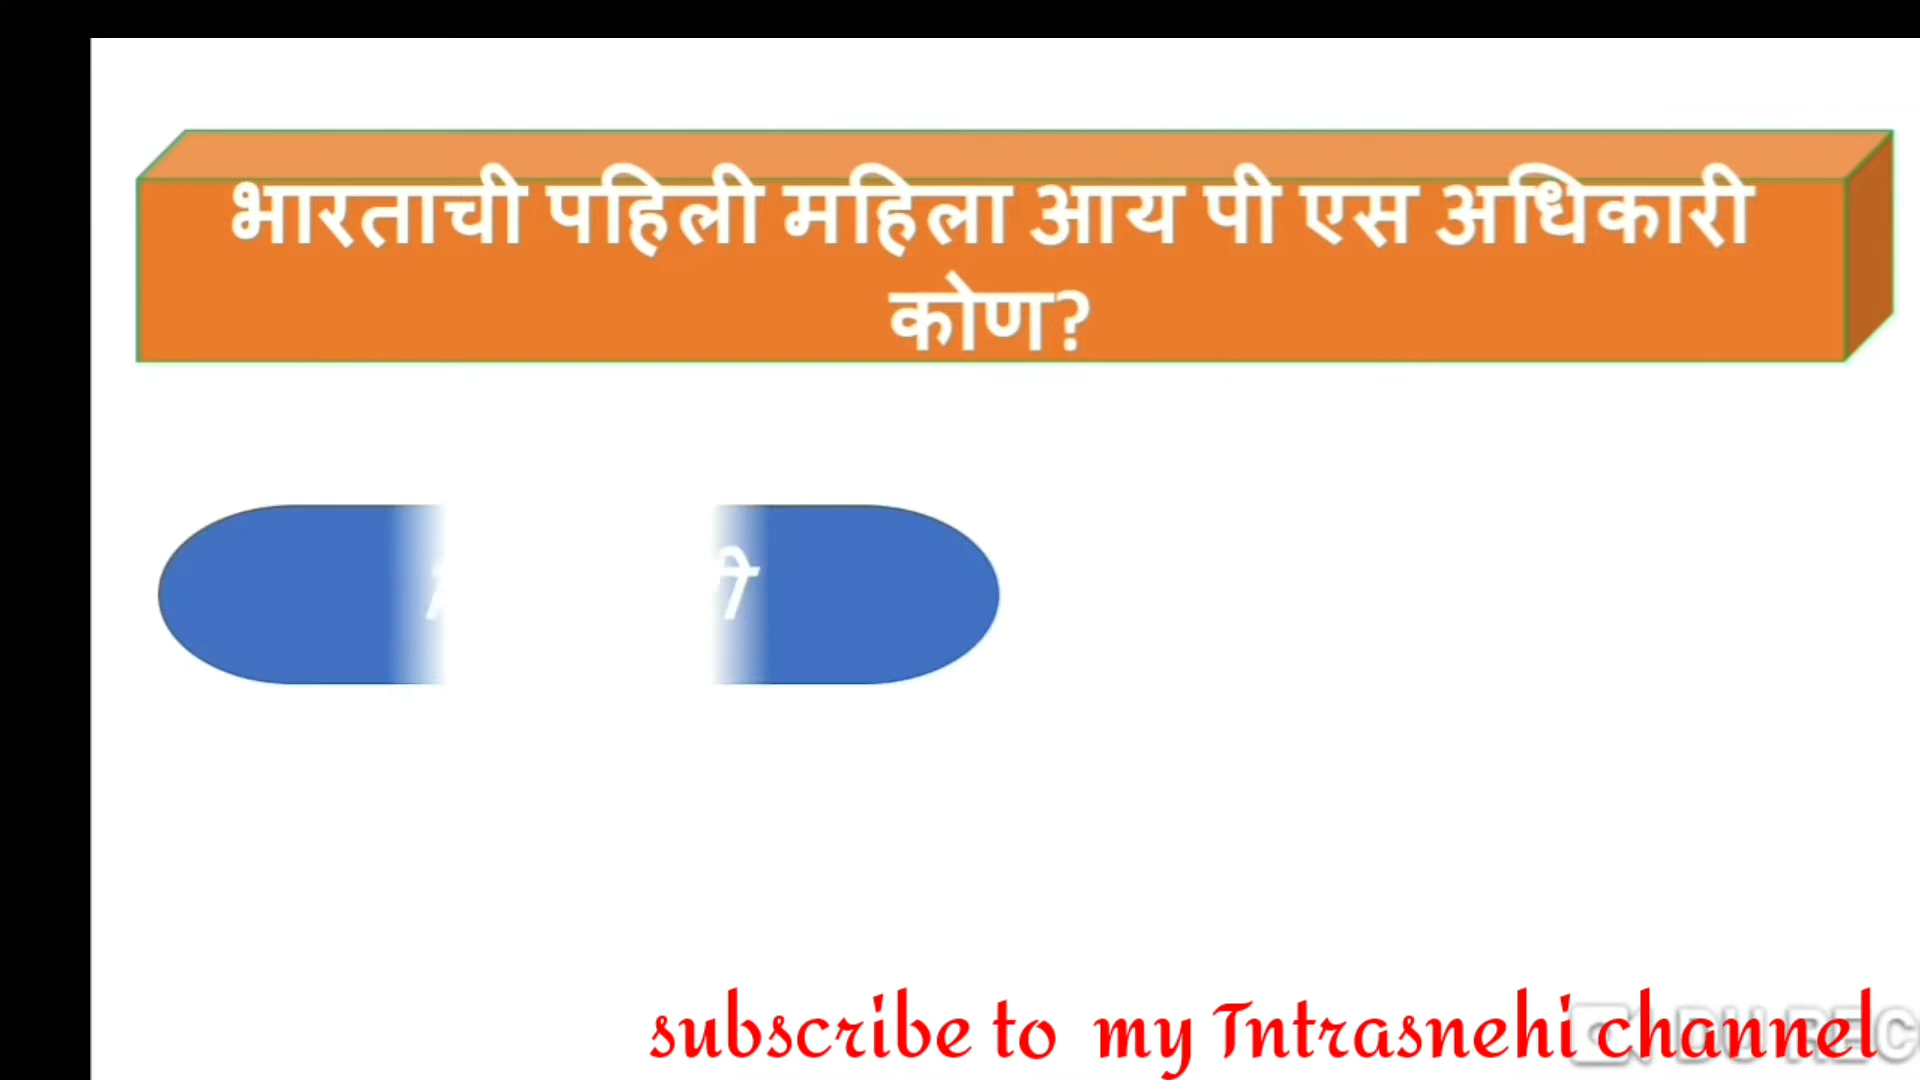 भारताची पहिली महिला आय पी एस अधिकारी
कोण?
subscribe to my Intrasnehi channel